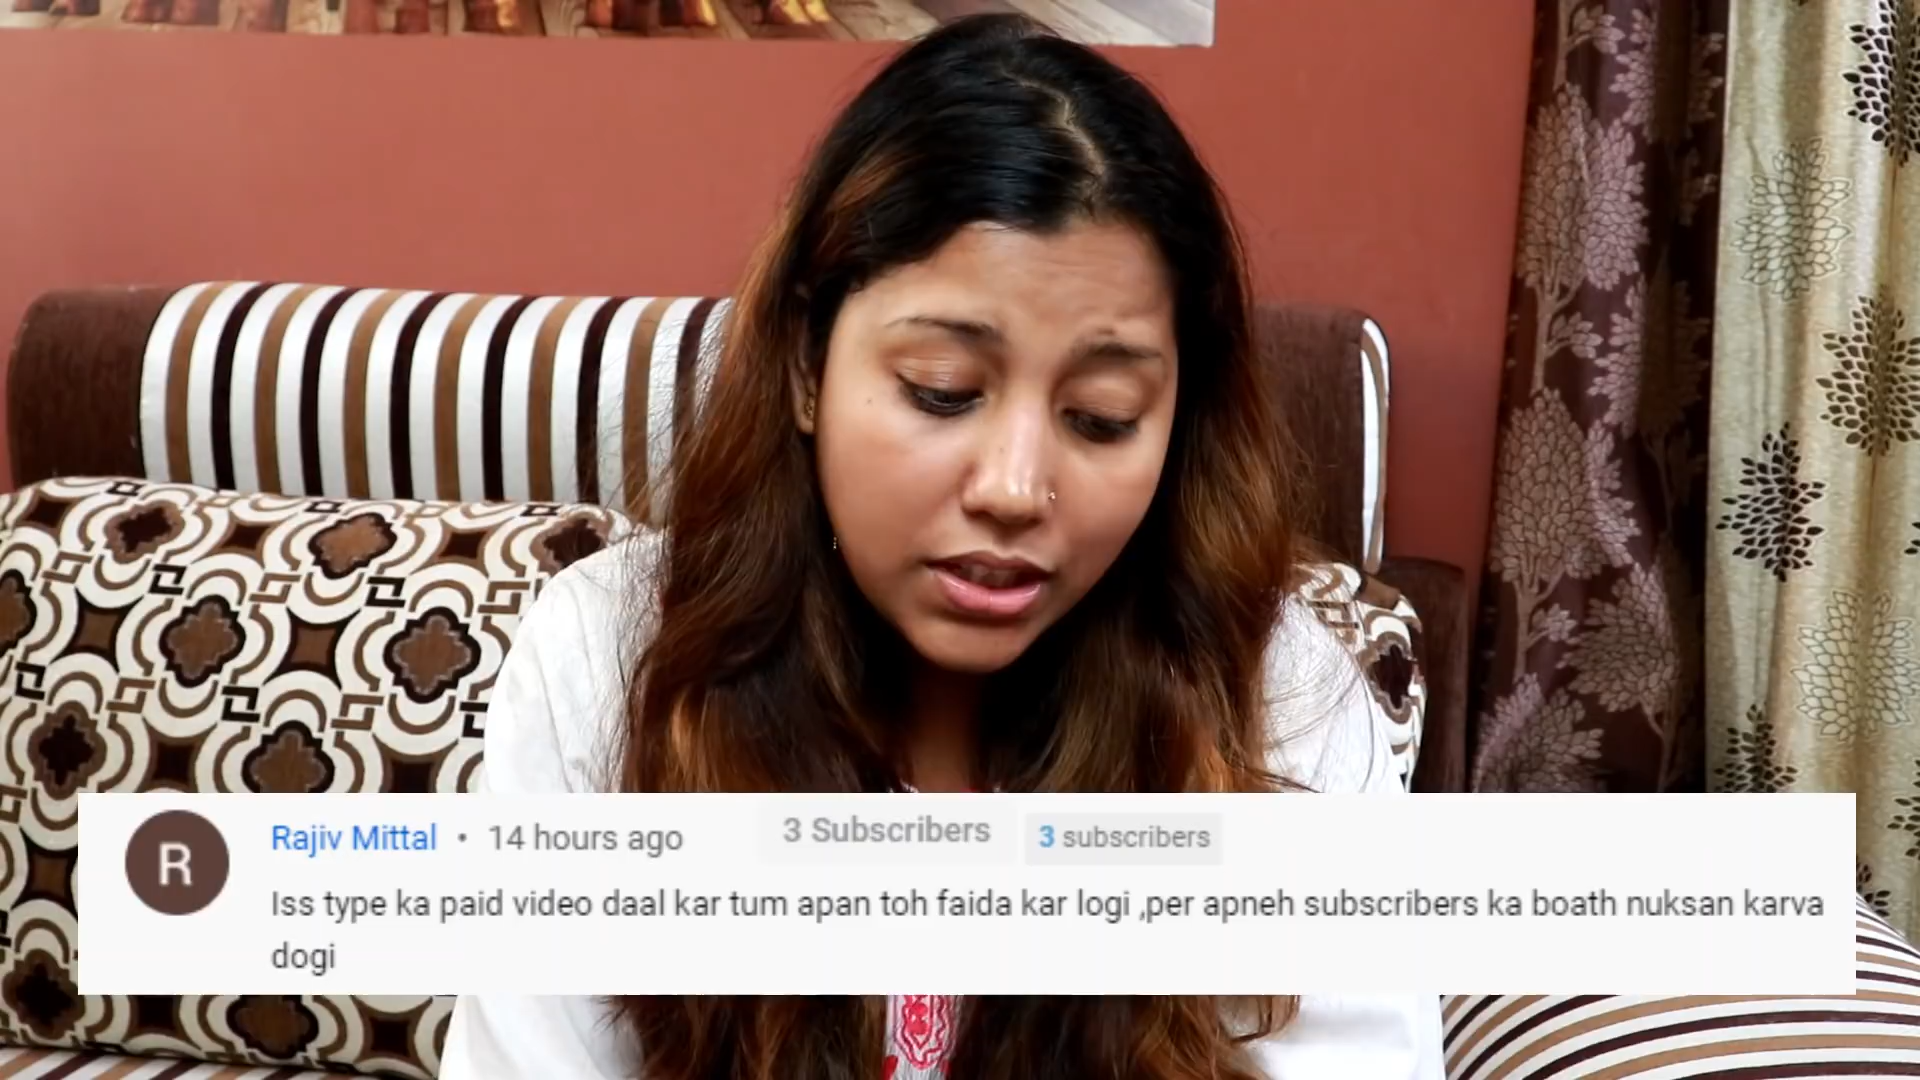 R
Rajiv Mittal • 14 hours ago 3 Subscribers 3 subscribers
Iss type ka paid video daal kar tum apan toh faida kar logi ,per apneh subscribers ka boath nuksan karva
dogi